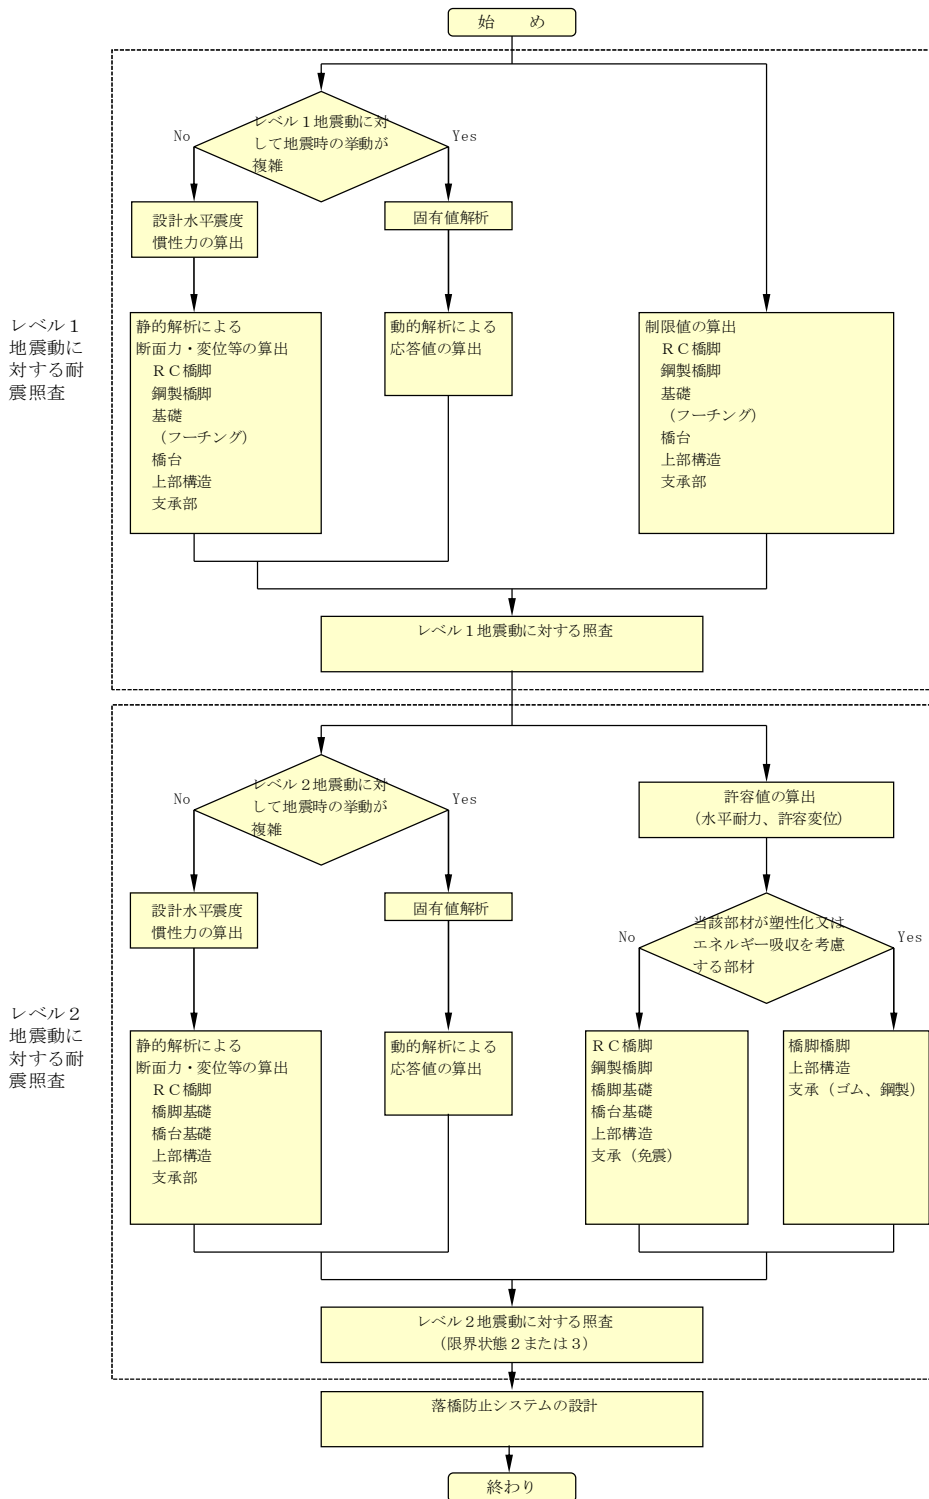 始　め
レベル１
地震動に
対する耐
震照査
レベル１地震動に対
して地震時の挙動が
複雑
No
Yes
設計水平震度
慣性力の算出
固有値解析
静的解析による
断面力・変位等の算出
ＲＣ橋脚
鋼製橋脚
基礎
（フーチング）
橋台
上部構造
支承部
動的解析による
応答値の算出
制限値の算出
ＲＣ橋脚
鋼製橋脚
基礎
（フーチング）
橋台
上部構造
支承部
レベル１地震動に対する照査
レベル２
地震動に
対する耐
震照査
レベル２地震動に対
して地震時の挙動が
複雑
No
Yes
設計水平震度
慣性力の算出
固有値解析
静的解析による
断面力・変位等の算出
ＲＣ橋脚
橋脚基礎
橋台基礎
上部構造
支承部
動的解析による
応答値の算出
許容値の算出
（水平耐力、許容変位）
当該部材が塑性化又は
エネルギー吸収を考慮
する部材
No
Yes
ＲＣ橋脚
鋼製橋脚
橋脚基礎
橋台基礎
上部構造
支承（免震）
橋脚橋脚
上部構造
支承（ゴム、鋼製）
レベル２地震動に対する照査
（限界状態２または３）
落橋防止システムの設計
終わり